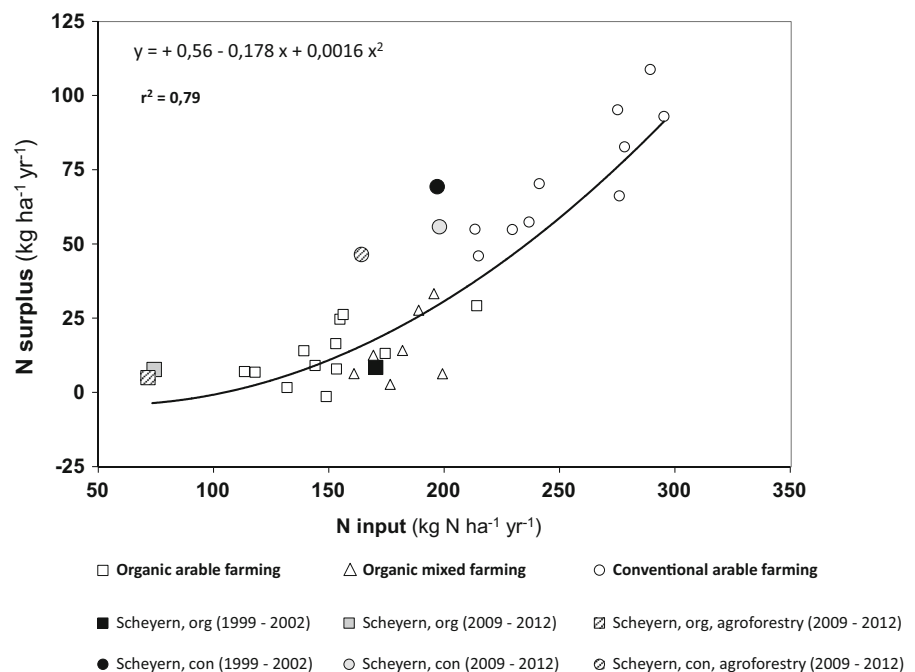 y = + 0,56 - 0,178 x + 0,0016 x²
r² = 0,79
N surplus (kg ha⁻¹ yr⁻¹)
125
100
75
50
25
0
-25
50 100 150 200 250 300 350
N input (kg N ha⁻¹ yr⁻¹)
Organic arable farming Organic mixed farming Conventional arable farming
Scheyern, org (1999 - 2002) Scheyern, org (2009 - 2012) Scheyern, org, agroforestry (2009 - 2012)
Scheyern, con (1999 - 2002) Scheyern, con (2009 - 2012) Scheyern, con, agroforestry (2009 - 2012)